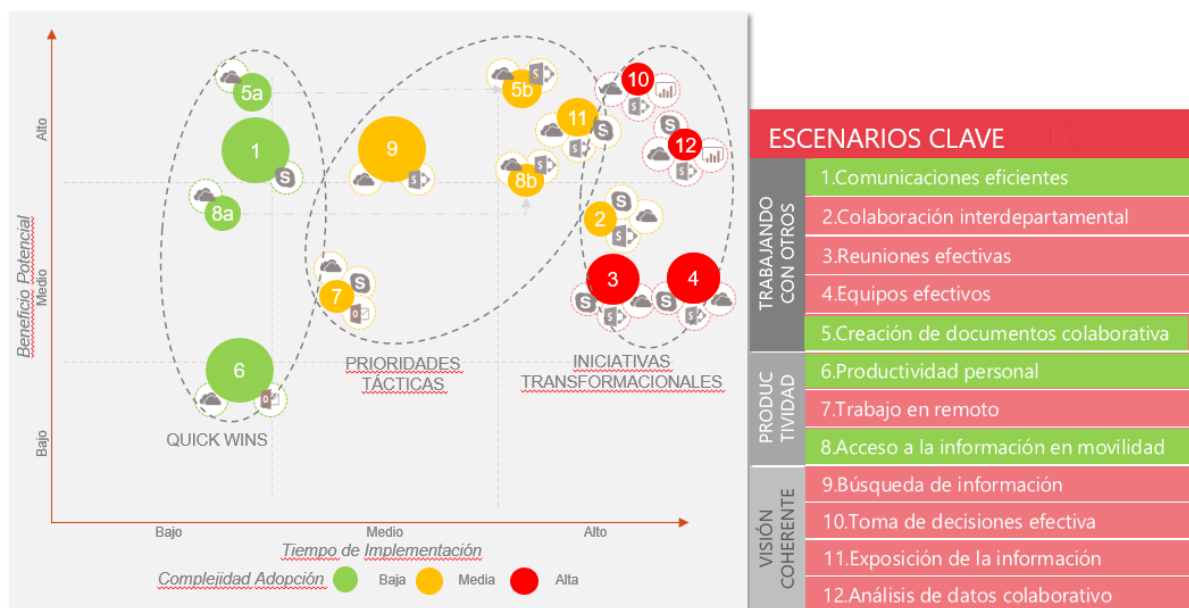 Alto
Medio
Bajo
Beneficio Potencial
5a
1
8a
6
9
7
5b
11
8b
2
10
12
3
4
QUICK WINS
PRIORIDADES
TÁCTICAS
INICIATIVAS
TRANSFORMACIONALES
Bajo
Medio
Alto
Tiempo de Implementación
Complejidad Adopción
Baja
Media
Alta
ESCENARIOS CLAVE
TRABAJANDO
CON OTROS
1.Comunicaciones eficientes
2.Colaboración interdepartamental
3.Reuniones efectivas
4.Equipos efectivos
5.Creación de documentos colaborativa
PRODUC
TIVIDAD
6.Productividad personal
7.Trabajo en remoto
8.Acceso a la información en movilidad
VISIÓN
COHERENTE
9.Búsqueda de información
10.Toma de decisiones efectiva
11.Exposición de la información
12.Análisis de datos colaborativo